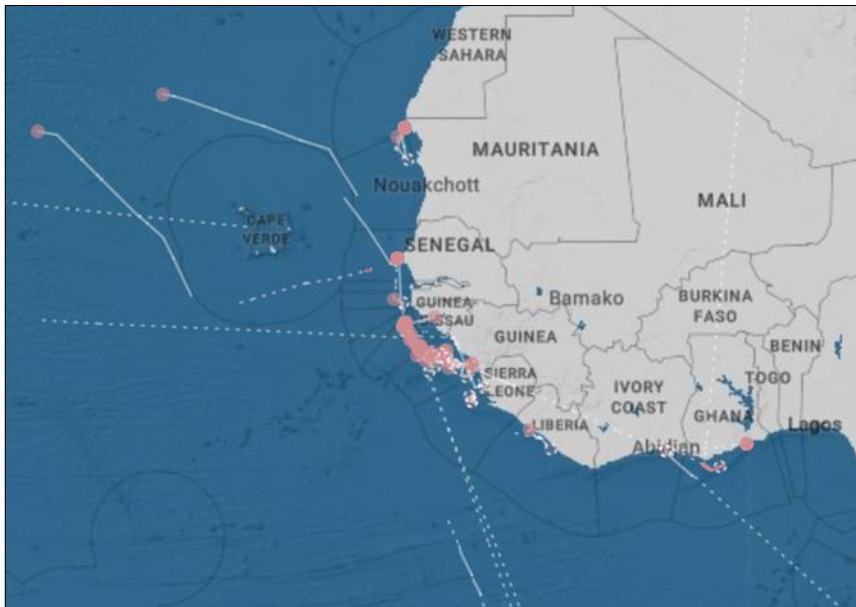 WESTERN
SAHARA
MAURITANIA
Nouakchott
MALI
CAPE
VERDE
SENEGAL
GUINEA
BISSAU
Bamako
BURKINA
FASO
GUINEA
BENIN
SIERRA
LEONE
TOGO
IVORY
COAST
GHANA
LIBERIA
Lagos
Abidjan